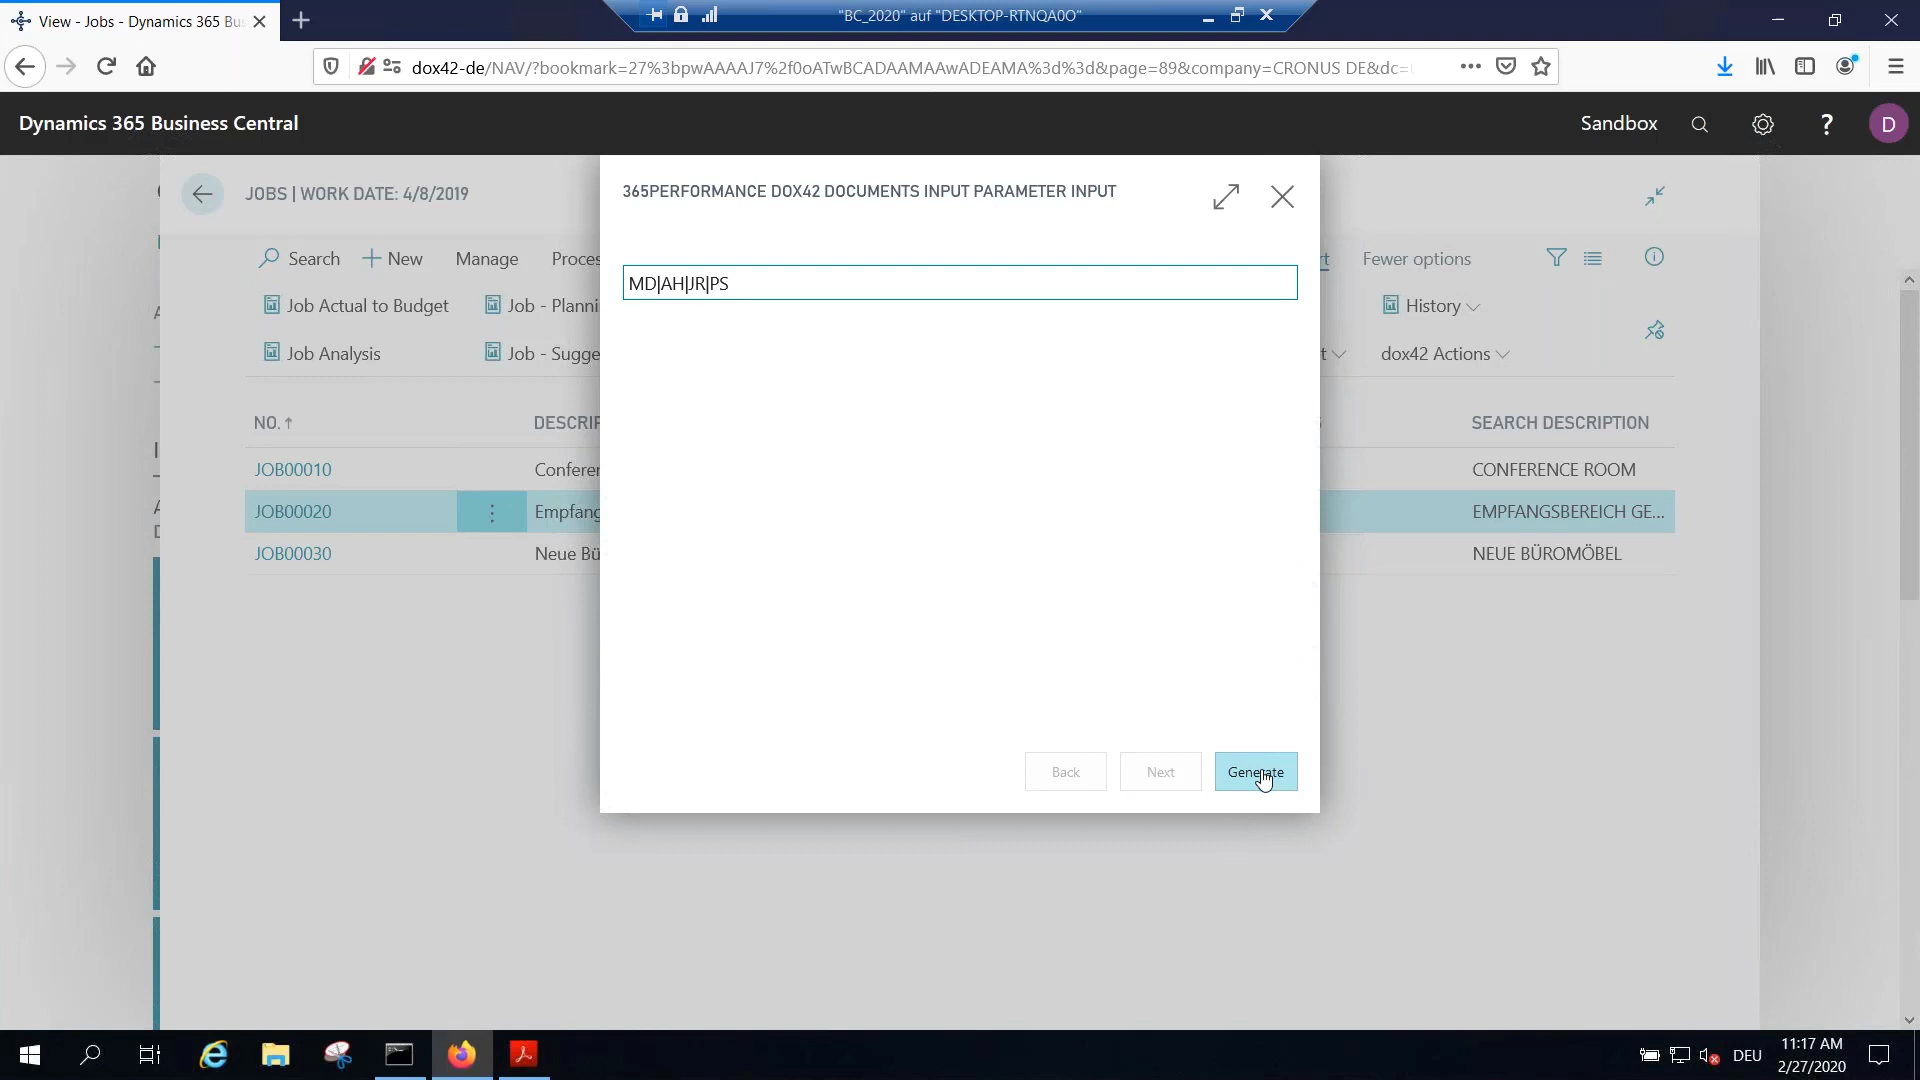 View - Jobs - Dynamics 365 Bus
"BC_2020" auf "DESKTOP-RTNQA0O"
dox42-de/NAV/?bookmark=27%3bpwAAAAJ7%2f0oATwBCADAAMAAwADEAMA%3d%3d&page=89&company=CRONUS DE&dc=
Dynamics 365 Business Central
Sandbox
D
JOBS | WORK DATE: 4/8/2019
365PERFORMANCE DOX42 DOCUMENTS INPUT PARAMETER INPUT
Search
New
Manage
Proces
Fewer options
MD|AH|JR|PS
Job Actual to Budget
Job - Planni
History
Job Analysis
Job - Sugge
dox42 Actions
NO.
DESCRIP
SEARCH DESCRIPTION
JOB00010
Conferen
CONFERENCE ROOM
JOB00020
Empfang
EMPFANGSBEREICH GE...
JOB00030
Neue Bü
NEUE BÜROMÖBEL
Back
Next
Generate
DEU
11:17 AM
2/27/2020